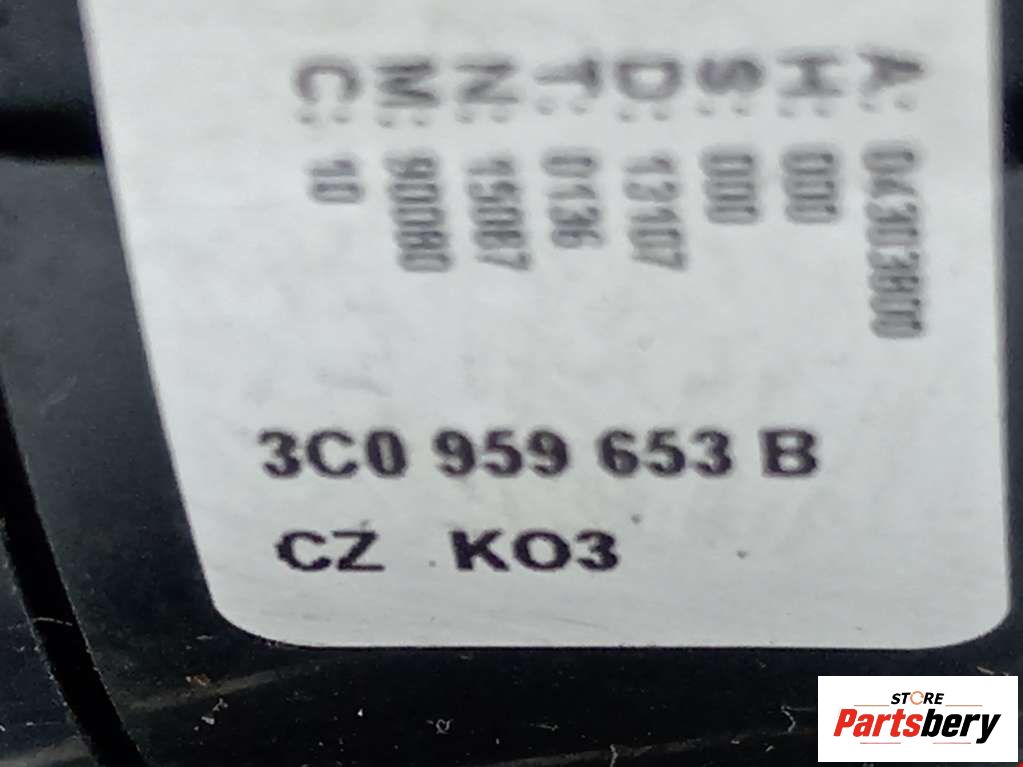 A: 04303800
H: 000
S: 000
D: 13107
T: 0136
N: 15087
M: 90080
C: 10
3C0 959 653 B
CZ KO3
STORE
Partsbery